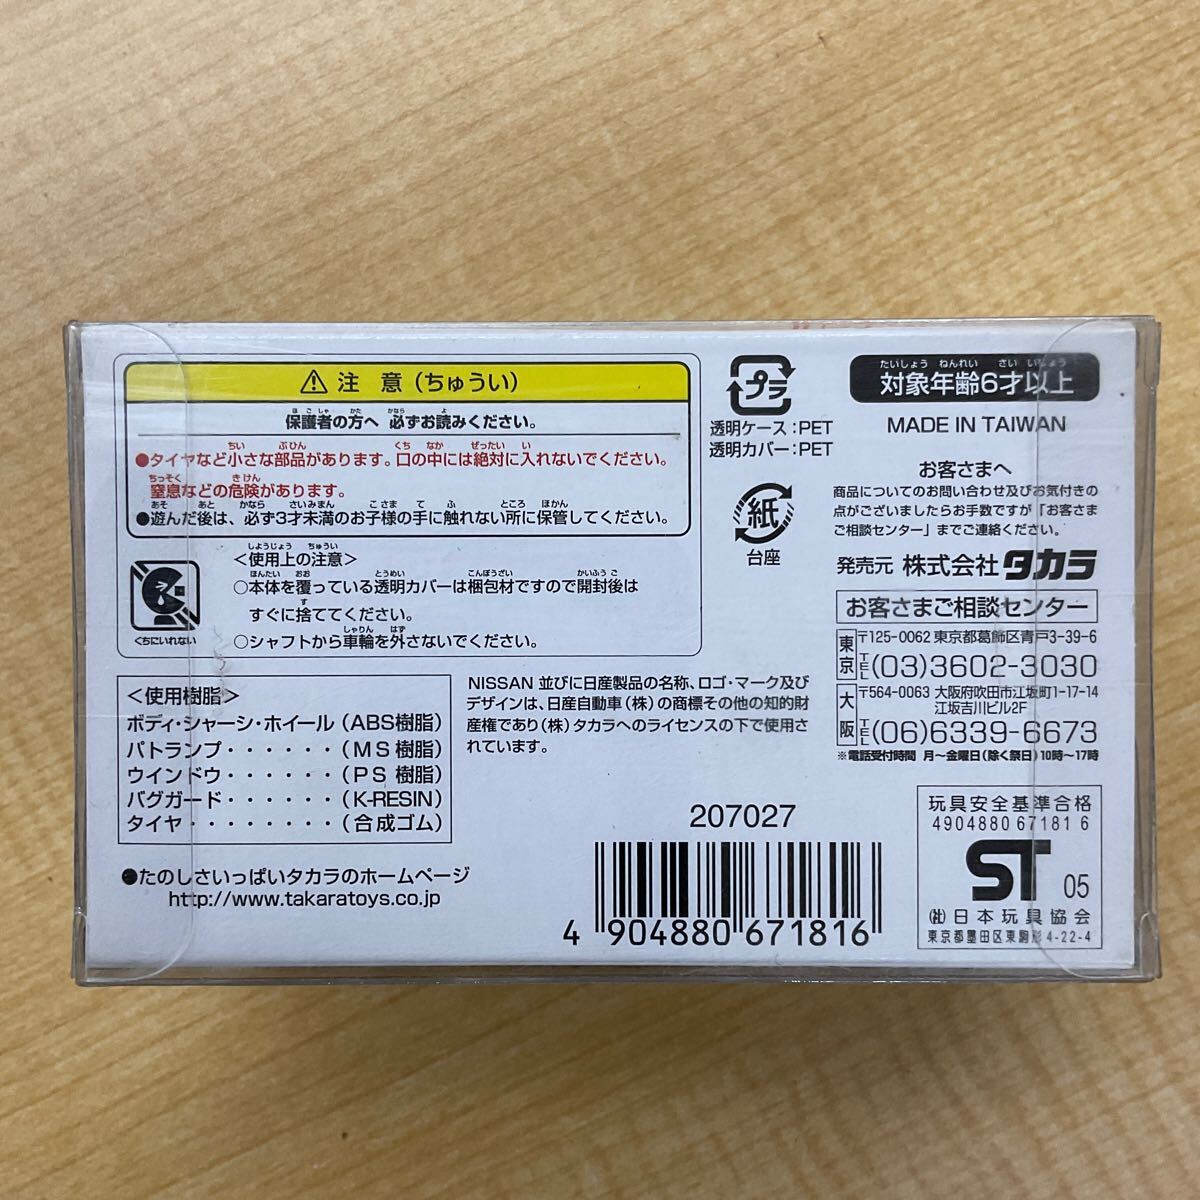 ⚠ 注 意 (ちゅうい)
保護者の方へ 必ずお読みください。
●タイヤなど小さな部品があります。口の中には絶対に入れないでください。
窒息などの危険があります。
●遊んだ後は、必ず3才未満のお子様の手に触れない所に保管してください。
くちにいれない
＜使用上の注意＞
○本体を覆っている透明カバーは梱包材ですので開封後は
すぐに捨ててください。
○シャフトから車輪を外さないでください。
＜使用樹脂＞
ボディ・シャーシ・ホイール (ABS樹脂)
パトランプ・・・・・・(MS樹脂)
ウインドウ・・・・・・(PS樹脂)
バグガード・・・・・・(K-RESIN)
タイヤ・・・・・・・・(合成ゴム)
●たのしさいっぱいタカラのホームページ
http://www.takaratoys.co.jp
NISSAN 並びに日産製品の名称、ロゴ・マーク及び
デザインは、日産自動車（株）の商標その他の知的財
産権であり（株）タカラへのライセンスの下で使用さ
れています。
207027
4 904880 671816
プラ
透明ケース：PET
透明カバー：PET
紙
台座
たいしょう ねんれい さい いじょう
対象年齢6才以上
MADE IN TAIWAN
お客さまへ
商品についてのお問い合わせ及びお気付きの
点がございましたらお手数ですが「お客さま
ご相談センター」までご連絡ください。
発売元 株式会社 タカラ
お客さまご相談センター
東京 〒125-0062 東京都葛飾区青戸3-39-6
TEL (03)3602-3030
大阪 〒564-0063 大阪府吹田市江坂町1-17-14
江坂吉川ビル2F
TEL (06)6339-6673
※電話受付時間 月〜金曜日(除く祭日)10時〜17時
玩具安全基準合格
4904880 67181 6
ST 05
(社)日本玩具協会
東京都墨田区東駒形4-22-4